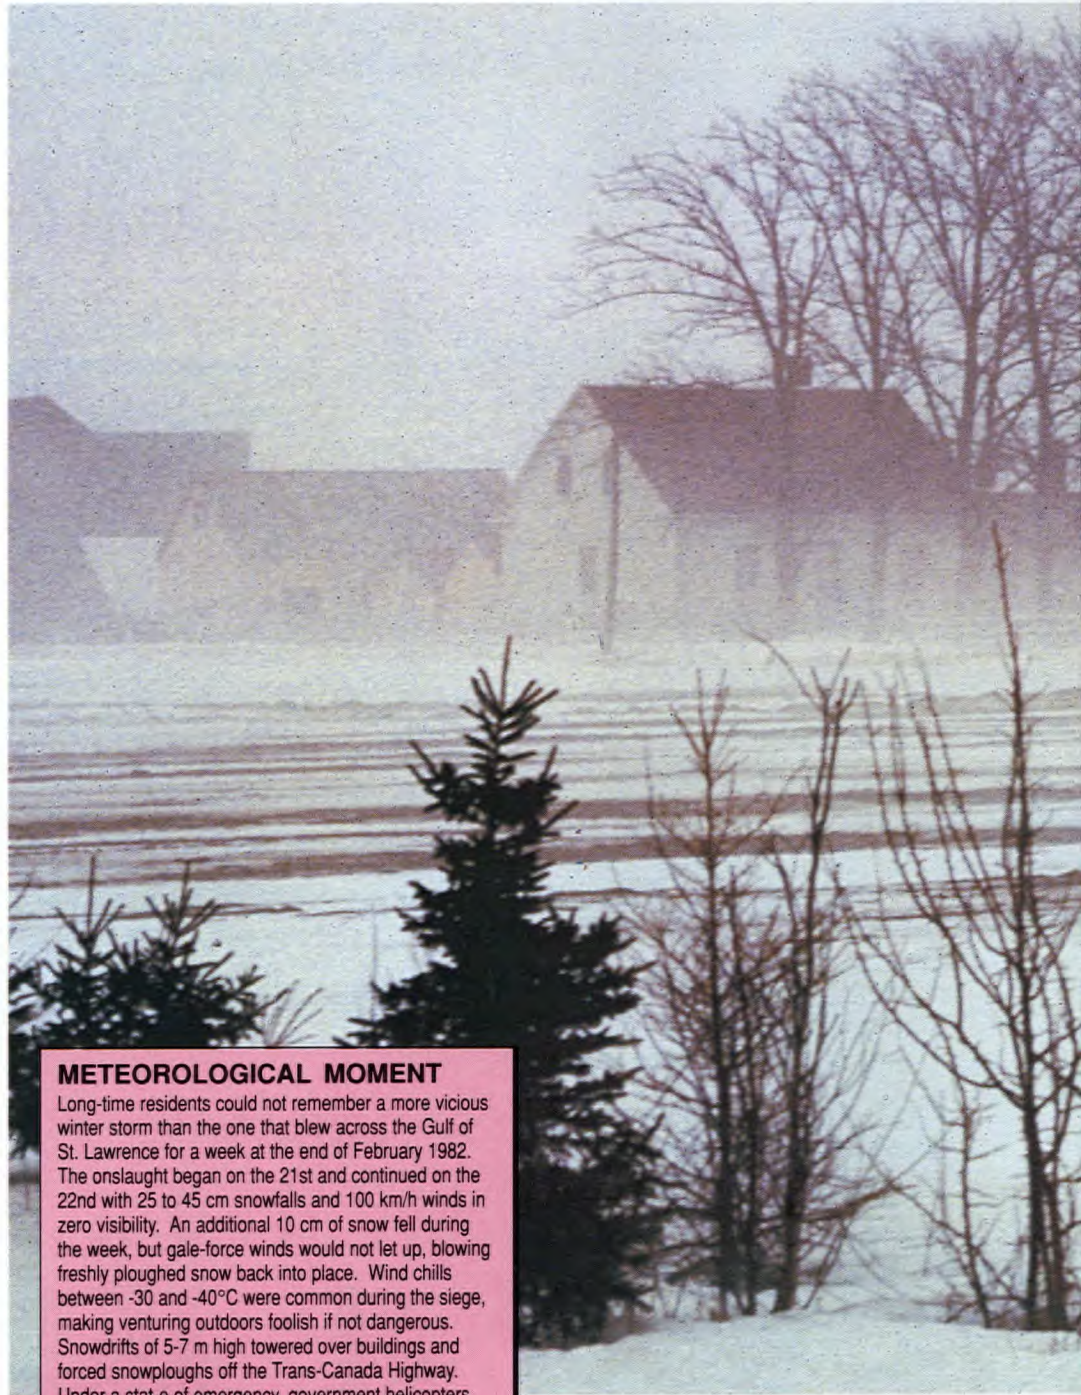 METEOROLOGICAL MOMENT
Long-time residents could not remember a more vicious
winter storm than the one that blew across the Gulf of
St. Lawrence for a week at the end of February 1982.
The onslaught began on the 21st and continued on the
22nd with 25 to 45 cm snowfalls and 100 km/h winds in
zero visibility. An additional 10 cm of snow fell during
the week, but gale-force winds would not let up, blowing
freshly ploughed snow back into place. Wind chills
between -30 and -40°C were common during the siege,
making venturing outdoors foolish if not dangerous.
Snowdrifts of 5-7 m high towered over buildings and
forced snowploughs off the Trans-Canada Highway.
Under a stat e of emergency, government helicopters